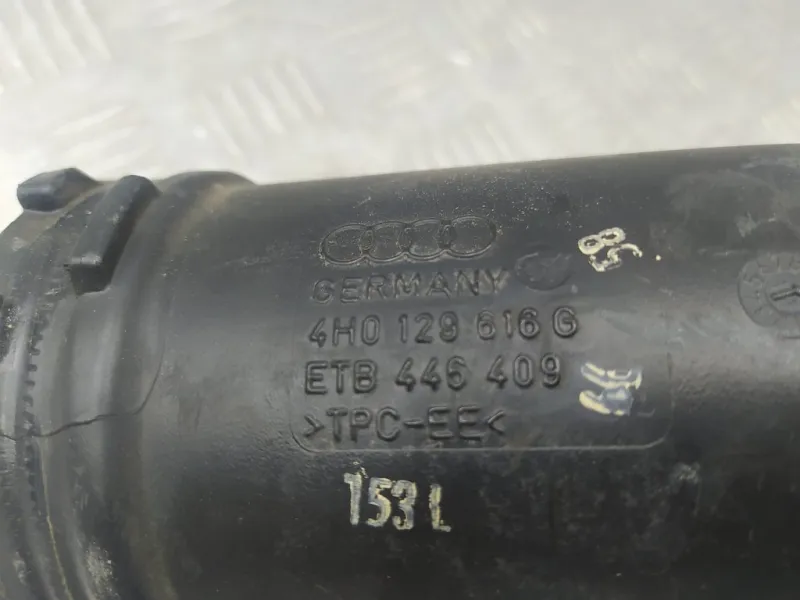 GERMANY
4H0 129 616 G
ETB 446 409
>TPC-EE<
85
153 L